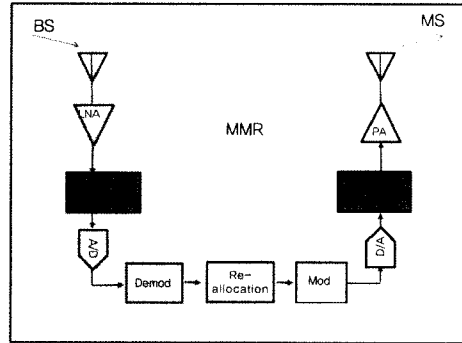 BS
MS
LNA
MMR
PA
A/D
D/A
Demod
Re-
allocation
Mod